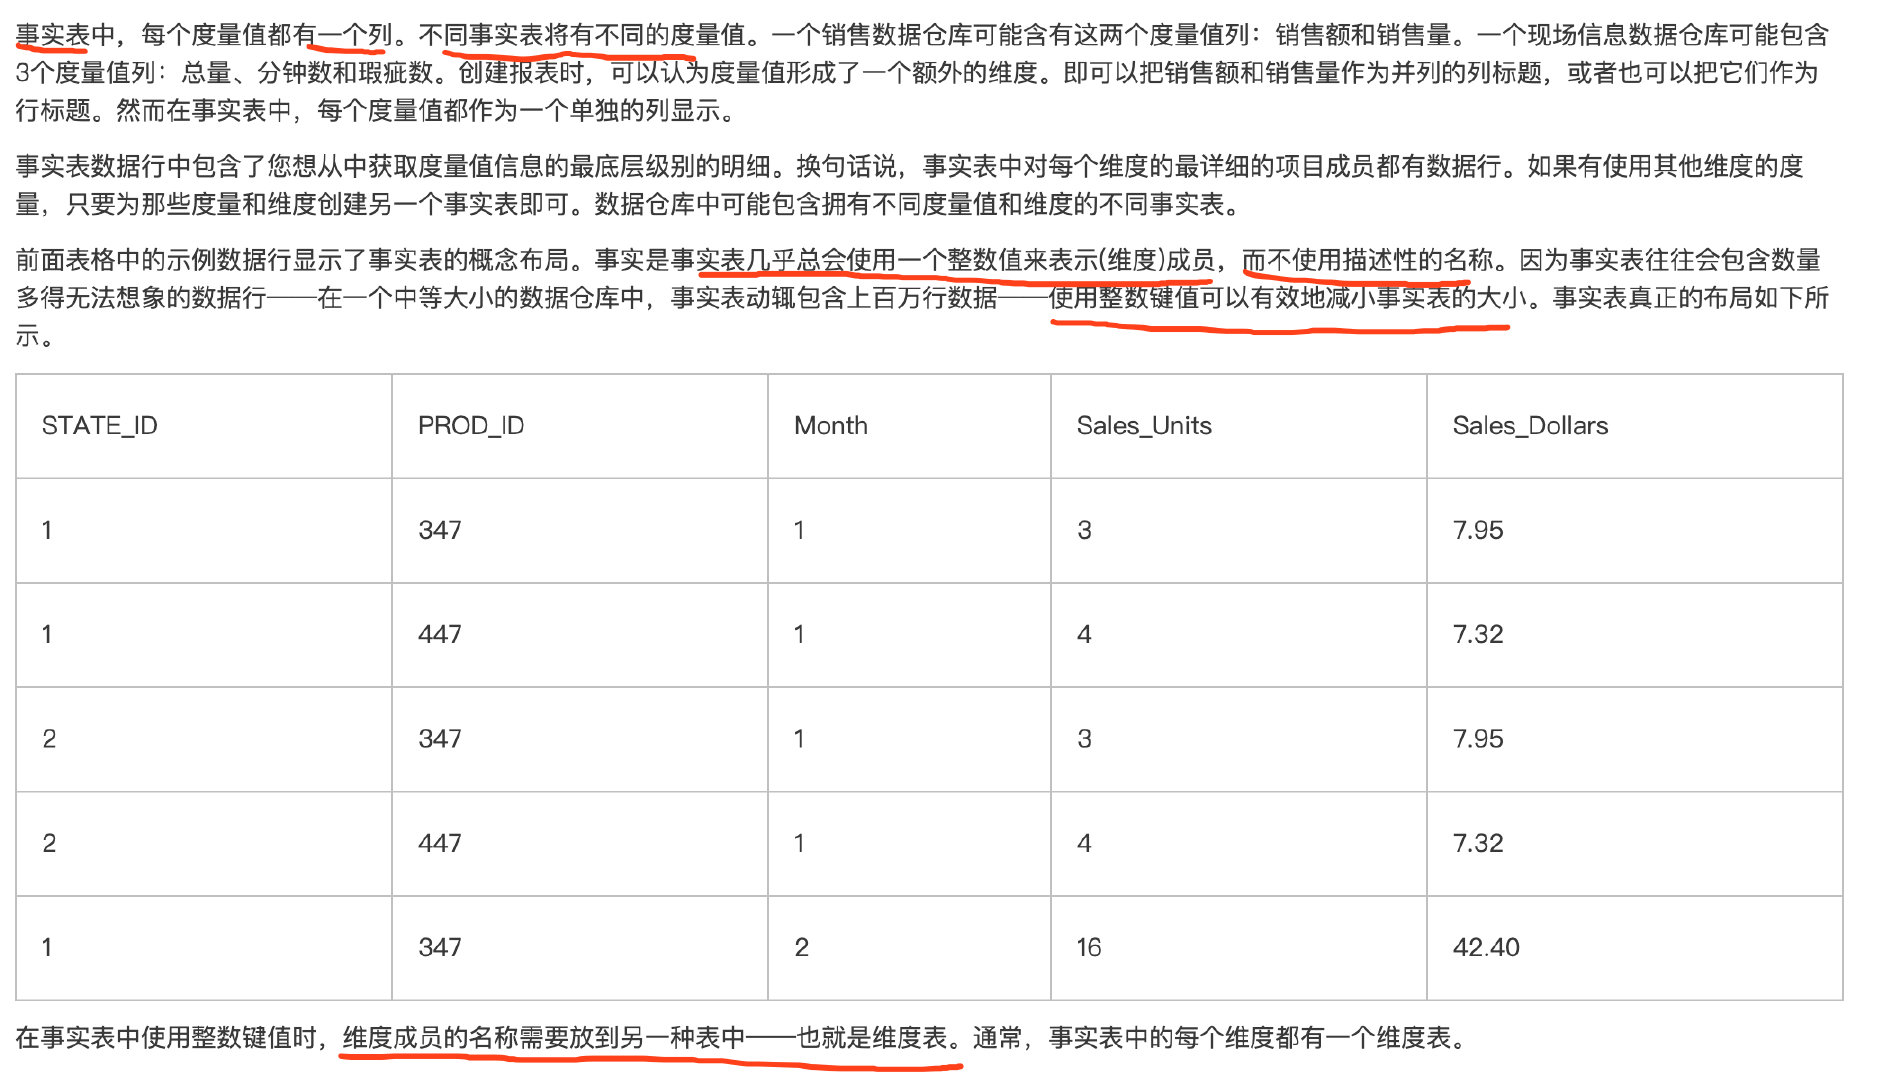 事实表中，每个度量值都有一个列。不同事实表将有不同的度量值。一个销售数据仓库可能含有这两个度量值列：销售额和销售量。一个现场信息数据仓库可能包含
3个度量值列：总量、分钟数和瑕疵数。创建报表时，可以认为度量值形成了一个额外的维度。即可以把销售额和销售量作为并列的列标题，或者也可以把它们作为
行标题。然而在事实表中，每个度量值都作为一个单独的列显示。
事实表数据行中包含了您想从中获取度量值信息的最底层级别的明细。换句话说，事实表中对每个维度的最详细的项目成员都有数据行。如果有使用其他维度的度
量，只要为那些度量和维度创建另一个事实表即可。数据仓库中可能包含拥有不同度量值和维度的不同事实表。
前面表格中的示例数据行显示了事实表的概念布局。事实是事实表几乎总会使用一个整数值来表示(维度)成员，而不使用描述性的名称。因为事实表往往会包含数量
多得无法想象的数据行——在一个中等大小的数据仓库中，事实表动辄包含上百万行数据——使用整数键值可以有效地减小事实表的大小。事实表真正的布局如下所
示。
STATE_ID PROD_ID Month Sales_Units Sales_Dollars
1 347 1 3 7.95
1 447 1 4 7.32
2 347 1 3 7.95
2 447 1 4 7.32
1 347 2 16 42.40
在事实表中使用整数键值时，维度成员的名称需要放到另一种表中——也就是维度表。通常，事实表中的每个维度都有一个维度表。